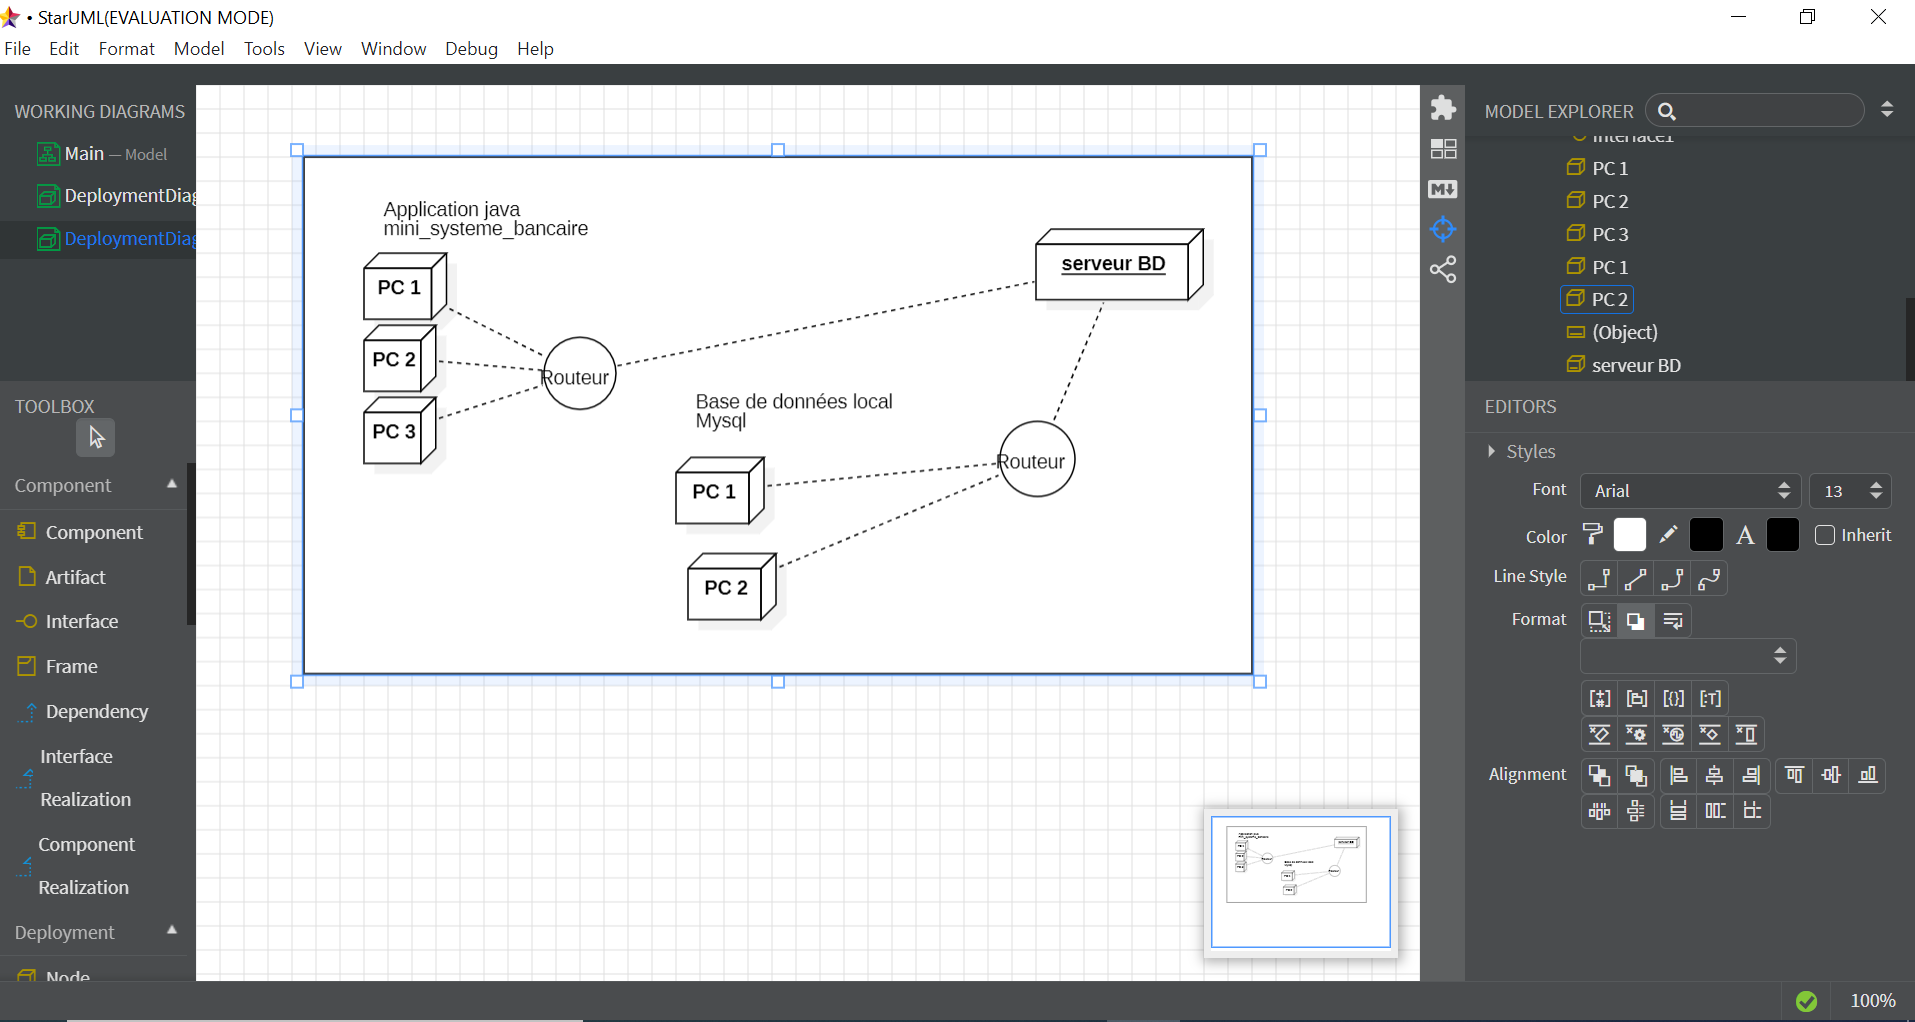 • StarUML(EVALUATION MODE)
File Edit Format Model Tools View Window Debug Help
WORKING DIAGRAMS
Main — Model
DeploymentDiag
DeploymentDiag
TOOLBOX
Component
Component
Artifact
Interface
Frame
Dependency
Interface
Realization
Component
Realization
Deployment
Node
Application java
mini_systeme_bancaire
PC 1
PC 2
PC 3
Routeur
serveur BD
Base de données local
Mysql
PC 1
PC 2
Routeur
MODEL EXPLORER
Interface1
PC 1
PC 2
PC 3
PC 1
PC 2
(Object)
serveur BD
EDITORS
Styles
Font Arial 13
Color A Inherit
Line Style
Format
Alignment
100%